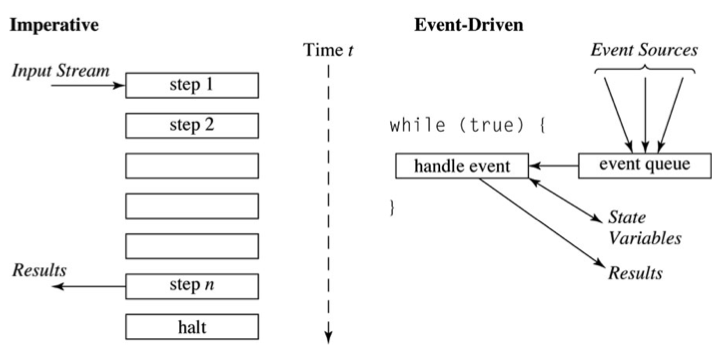 Imperative
Input Stream
step 1
step 2
Results
step n
halt
Time t
Event-Driven
Event Sources
while (true) {
handle event
event queue
}
State
Variables
Results